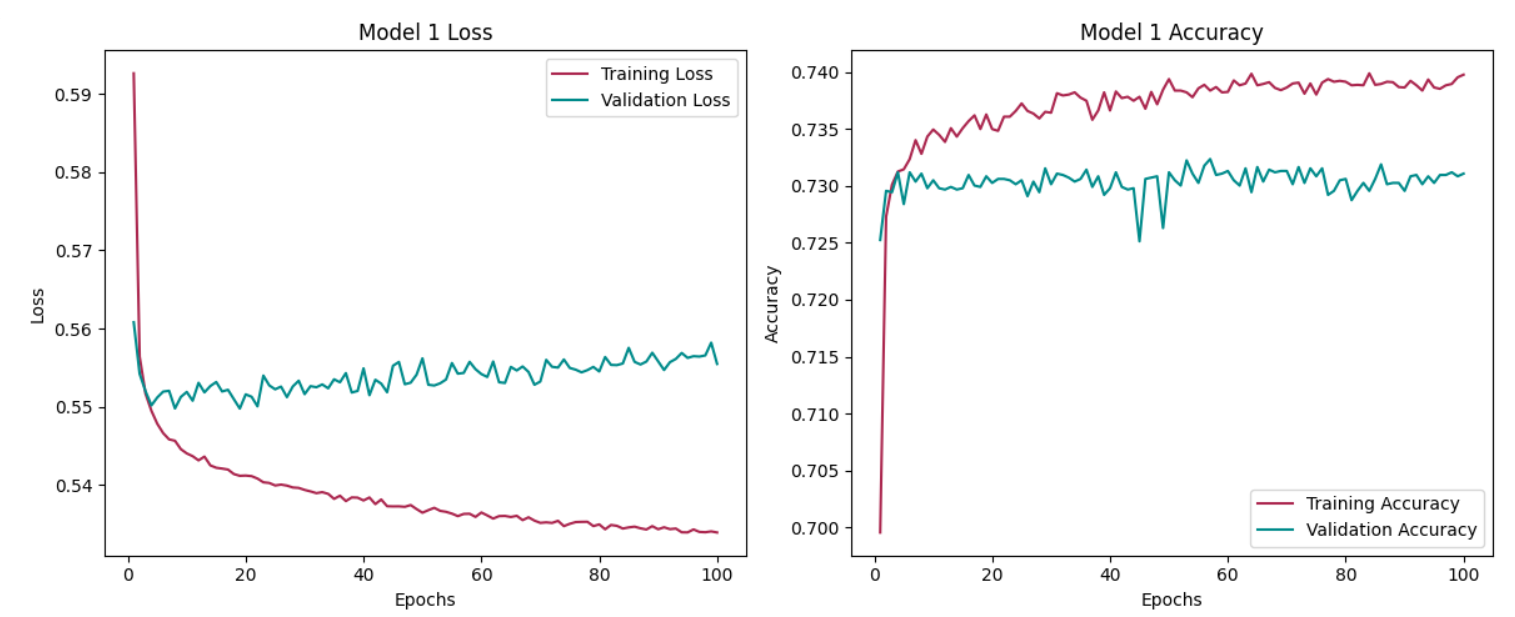 Model 1 Loss
Training Loss
Validation Loss
0.59
0.58
0.57
0.56
0.55
0.54
Loss
0 20 40 60 80 100
Epochs
Model 1 Accuracy
0.740
0.735
0.730
0.725
0.720
0.715
0.710
0.705
0.700
Accuracy
Training Accuracy
Validation Accuracy
0 20 40 60 80 100
Epochs